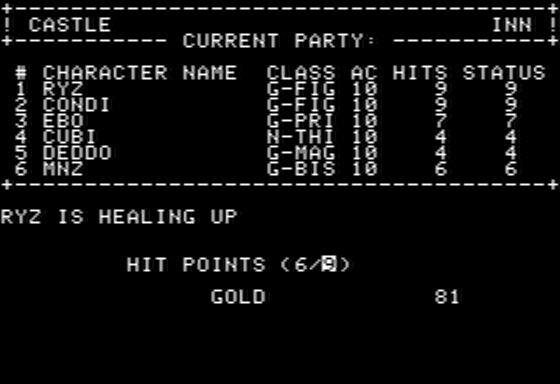 +--------------------------------------+
! CASTLE                           INN !
+----------- CURRENT PARTY: -----------+
# CHARACTER NAME  CLASS AC HITS STATUS
1 RYZ             G-FIG 10    9      9
2 CONDI           G-FIG 10    9      9
3 EBO             G-PRI 10    7      7
4 CUBI            N-THI 10    4      4
5 DEDDO           G-MAG 10    4      4
6 MNZ             G-BIS 10    6      6
+--------------------------------------+
RYZ IS HEALING UP
HIT POINTS (6/9)
GOLD            81